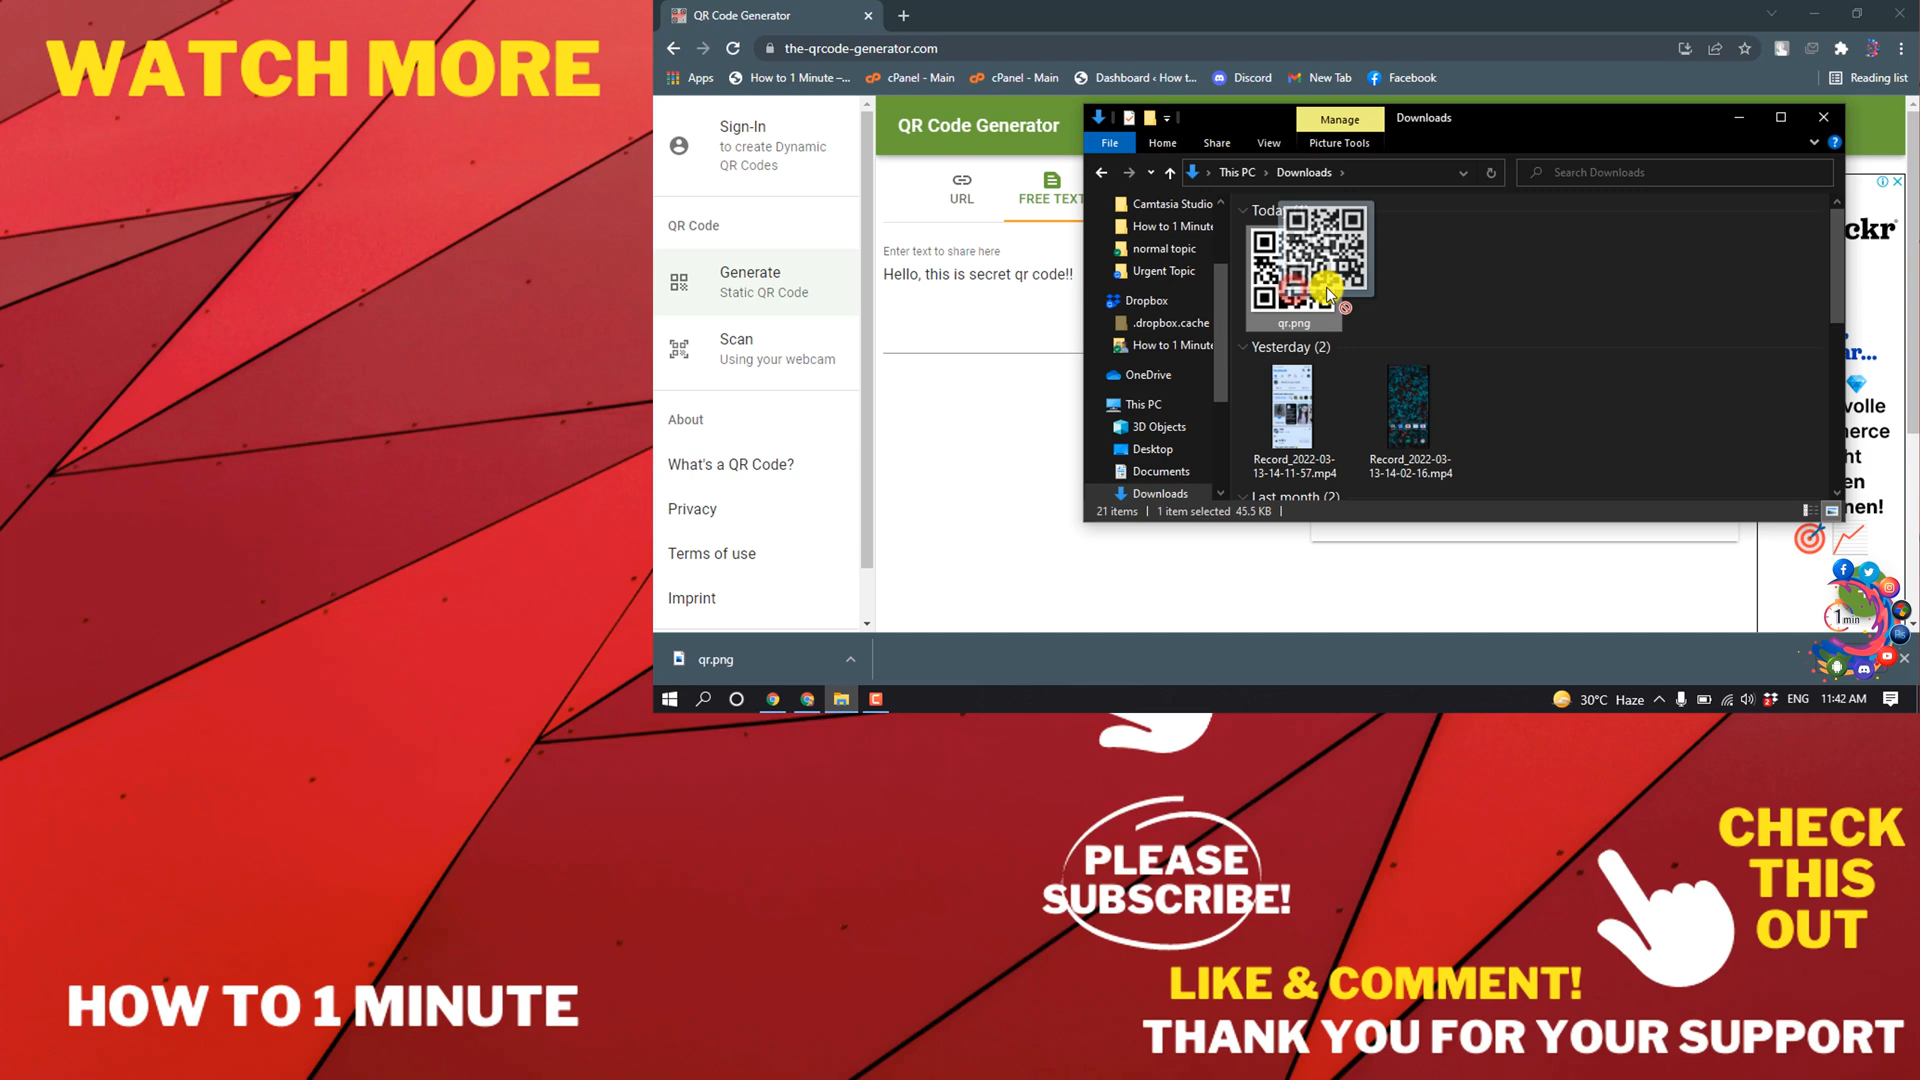 WATCH MORE
QR Code Generator
the-qrcode-generator.com
Apps
How to 1 Minute –...
cPanel - Main
cPanel - Main
Dashboard ‹ How t...
Discord
New Tab
Facebook
Reading list
Sign-In
to create Dynamic
QR Codes
QR Code
Generate
Static QR Code
Scan
Using your webcam
About
What's a QR Code?
Privacy
Terms of use
Imprint
QR Code Generator
URL
FREE TEXT
Enter text to share here
Hello, this is secret qr code!!
Manage
Downloads
File
Home
Share
View
Picture Tools
This PC
Downloads
Search Downloads
Camtasia Studio
How to 1 Minute
normal topic
Urgent Topic
Dropbox
.dropbox.cache
How to 1 Minute
OneDrive
This PC
3D Objects
Desktop
Documents
Downloads
qr.png
Yesterday (2)
Record_2022-03-
13-14-11-57.mp4
Record_2022-03-
13-14-02-16.mp4
Last month (2)
21 items
1 item selected 45.5 KB
1 min
qr.png
30°C Haze
ENG
11:42 AM
PLEASE
SUBSCRIBE!
CHECK
THIS
OUT
HOW TO 1 MINUTE
LIKE & COMMENT!
THANK YOU FOR YOUR SUPPORT